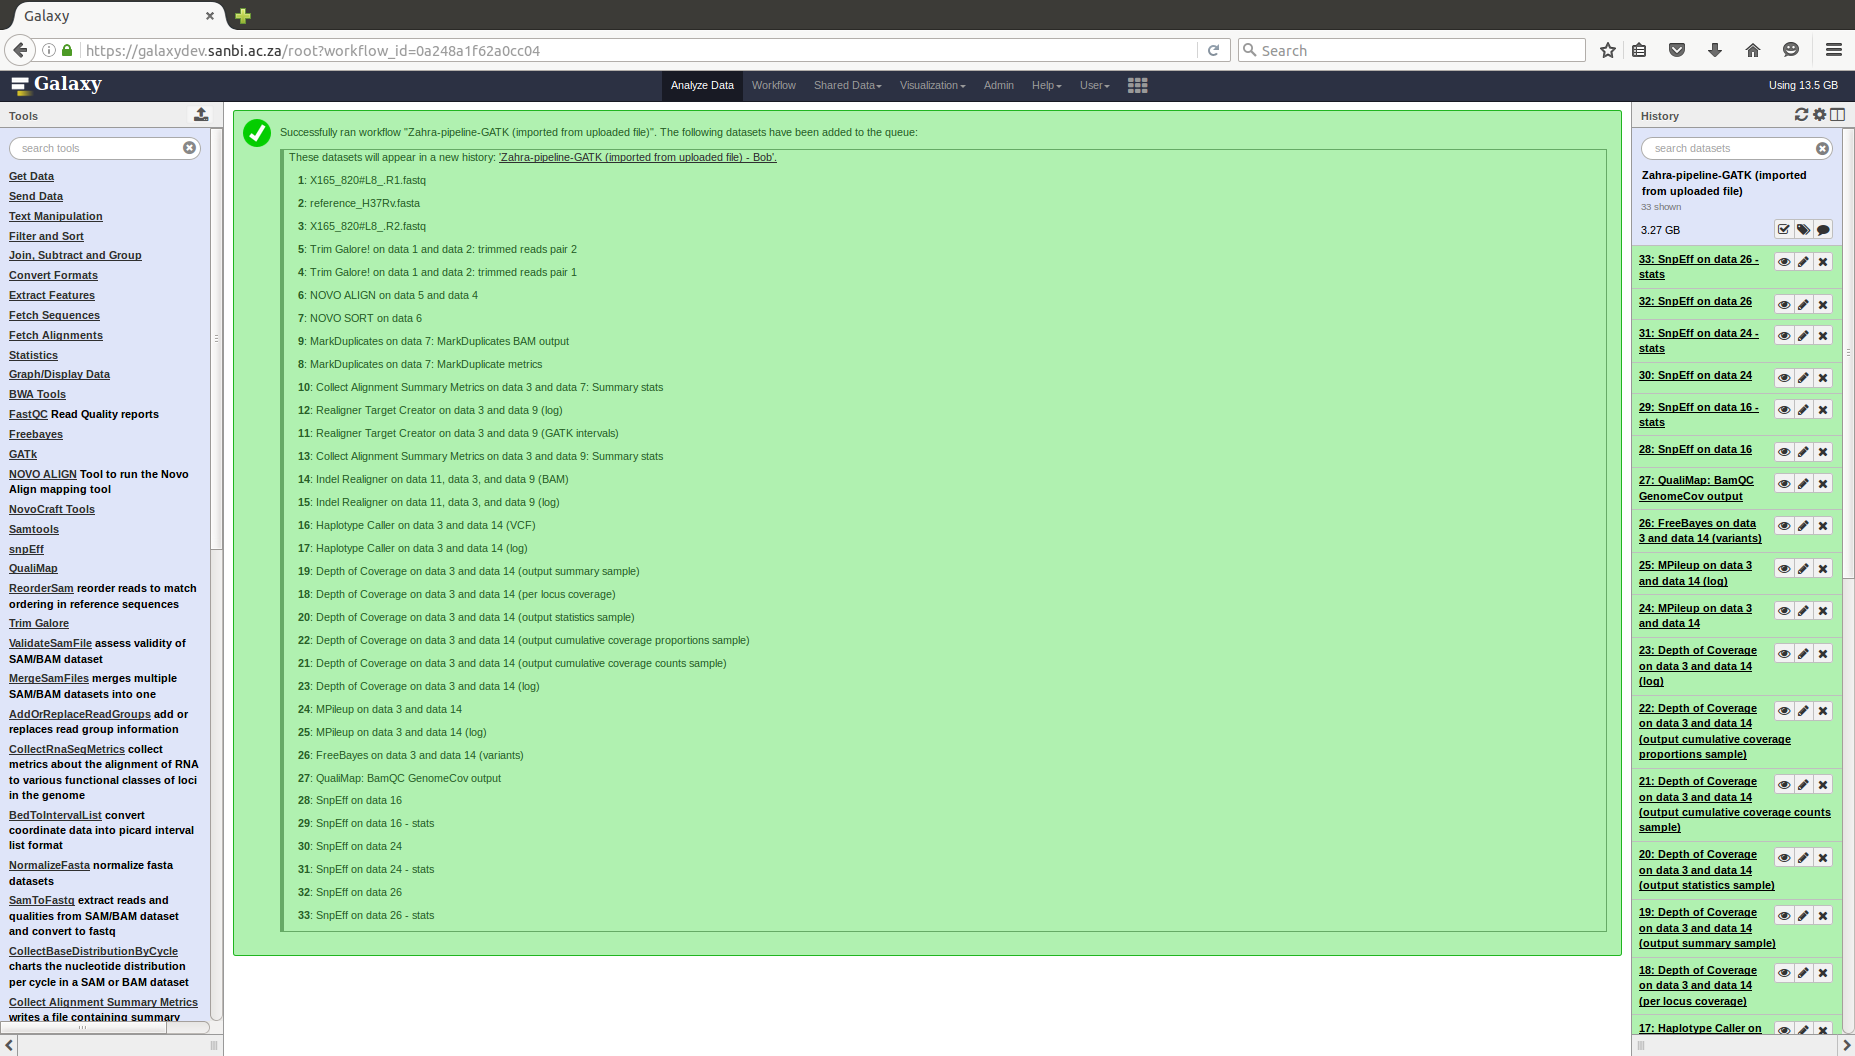 Galaxy
https://galaxydev.sanbi.ac.za/root?workflow_id=0a248a1f62a0cc04
Search
Galaxy
Analyze Data
Workflow
Shared Data
Visualization
Admin
Help
User
Using 13.5 GB
Tools
search tools
Get Data
Send Data
Text Manipulation
Filter and Sort
Join, Subtract and Group
Convert Formats
Extract Features
Fetch Sequences
Fetch Alignments
Statistics
Graph/Display Data
BWA Tools
FastQC Read Quality reports
Freebayes
GATk
NOVO ALIGN Tool to run the Novo
Align mapping tool
NovoCraft Tools
Samtools
snpEff
QualiMap
ReorderSam reorder reads to match
ordering in reference sequences
Trim Galore
ValidateSamFile assess validity of
SAM/BAM dataset
MergeSamFiles merges multiple
SAM/BAM datasets into one
AddOrReplaceReadGroups add or
replaces read group information
CollectRnaSeqMetrics collect
metrics about the alignment of RNA
to various functional classes of loci
in the genome
BedToIntervalList convert
coordinate data into picard interval
list format
NormalizeFasta normalize fasta
datasets
SamToFastq extract reads and
qualities from SAM/BAM dataset
and convert to fastq
CollectBaseDistributionByCycle
charts the nucleotide distribution
per cycle in a SAM or BAM dataset
Collect Alignment Summary Metrics
writes a file containing summary
Successfully ran workflow "Zahra-pipeline-GATK (imported from uploaded file)". The following datasets have been added to the queue:
These datasets will appear in a new history: 'Zahra-pipeline-GATK (imported from uploaded file) - Bob'.
1: X165_820#L8_.R1.fastq
2: reference_H37Rv.fasta
3: X165_820#L8_.R2.fastq
5: Trim Galore! on data 1 and data 2: trimmed reads pair 2
4: Trim Galore! on data 1 and data 2: trimmed reads pair 1
6: NOVO ALIGN on data 5 and data 4
7: NOVO SORT on data 6
9: MarkDuplicates on data 7: MarkDuplicates BAM output
8: MarkDuplicates on data 7: MarkDuplicate metrics
10: Collect Alignment Summary Metrics on data 3 and data 7: Summary stats
12: Realigner Target Creator on data 3 and data 9 (log)
11: Realigner Target Creator on data 3 and data 9 (GATK intervals)
13: Collect Alignment Summary Metrics on data 3 and data 9: Summary stats
14: Indel Realigner on data 11, data 3, and data 9 (BAM)
15: Indel Realigner on data 11, data 3, and data 9 (log)
16: Haplotype Caller on data 3 and data 14 (VCF)
17: Haplotype Caller on data 3 and data 14 (log)
19: Depth of Coverage on data 3 and data 14 (output summary sample)
18: Depth of Coverage on data 3 and data 14 (per locus coverage)
20: Depth of Coverage on data 3 and data 14 (output statistics sample)
22: Depth of Coverage on data 3 and data 14 (output cumulative coverage proportions sample)
21: Depth of Coverage on data 3 and data 14 (output cumulative coverage counts sample)
23: Depth of Coverage on data 3 and data 14 (log)
24: MPileup on data 3 and data 14
25: MPileup on data 3 and data 14 (log)
26: FreeBayes on data 3 and data 14 (variants)
27: QualiMap: BamQC GenomeCov output
28: SnpEff on data 16
29: SnpEff on data 16 - stats
30: SnpEff on data 24
31: SnpEff on data 24 - stats
32: SnpEff on data 26
33: SnpEff on data 26 - stats
History
search datasets
Zahra-pipeline-GATK (imported
from uploaded file)
33 shown
3.27 GB
33: SnpEff on data 26 -
stats
32: SnpEff on data 26
31: SnpEff on data 24 -
stats
30: SnpEff on data 24
29: SnpEff on data 16 -
stats
28: SnpEff on data 16
27: QualiMap: BamQC
GenomeCov output
26: FreeBayes on data
3 and data 14 (variants)
25: MPileup on data 3
and data 14 (log)
24: MPileup on data 3
and data 14
23: Depth of Coverage
on data 3 and data 14
(log)
22: Depth of Coverage
on data 3 and data 14
(output cumulative coverage
proportions sample)
21: Depth of Coverage
on data 3 and data 14
(output cumulative coverage counts
sample)
20: Depth of Coverage
on data 3 and data 14
(output statistics sample)
19: Depth of Coverage
on data 3 and data 14
(output summary sample)
18: Depth of Coverage
on data 3 and data 14
(per locus coverage)
17: Haplotype Caller on